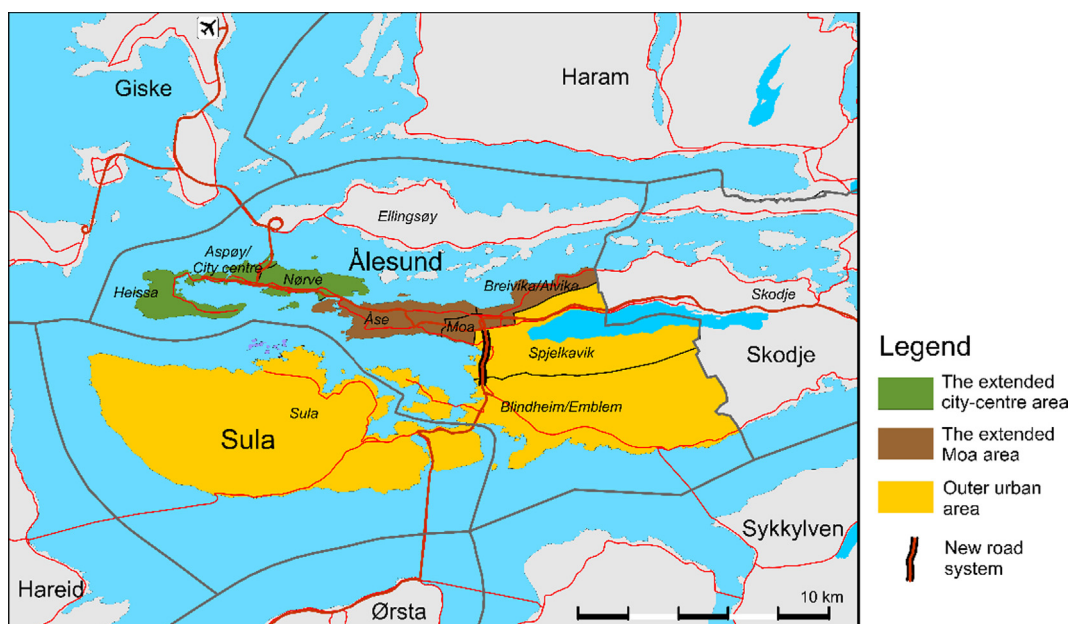 Giske
Haram
Ellingsøy
Aspøy/
City centre
Ålesund
Heissa
Nørve
Breivika/Alvika
Skodje
Åse
Moa
Spjelkavik
Skodje
Blindheim/Emblem
Sula
Sula
Sykkylven
Hareid
Ørsta
10 km
Legend
The extended
city-centre area
The extended
Moa area
Outer urban
area
New road
system